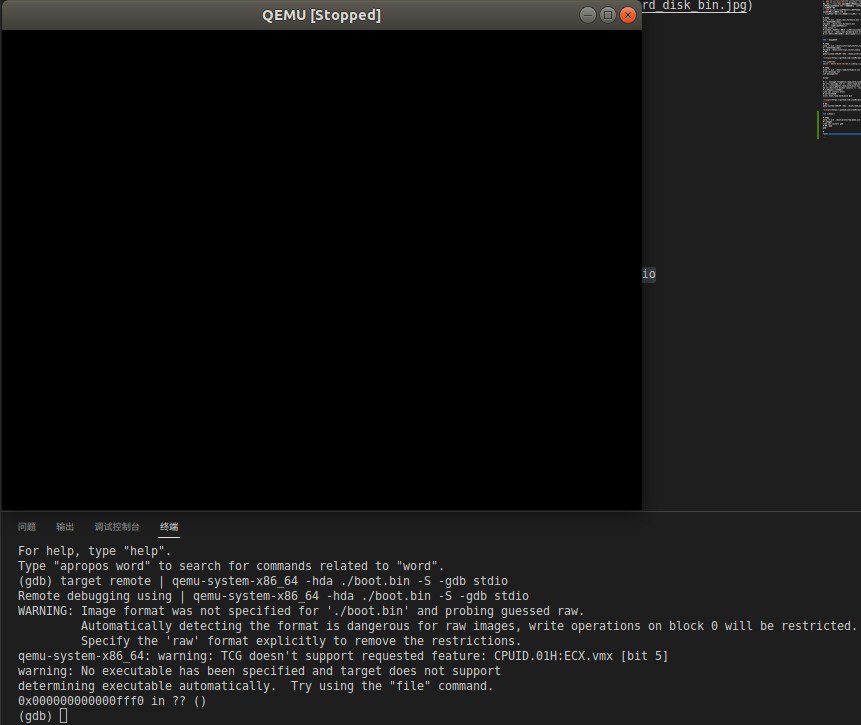 QEMU [Stopped]
rd_disk_bin.jpg)
io
问题 输出 调试控制台 终端
For help, type "help".
Type "apropos word" to search for commands related to "word".
(gdb) target remote | qemu-system-x86_64 -hda ./boot.bin -S -gdb stdio
Remote debugging using | qemu-system-x86_64 -hda ./boot.bin -S -gdb stdio
WARNING: Image format was not specified for './boot.bin' and probing guessed raw.
Automatically detecting the format is dangerous for raw images, write operations on block 0 will be restricted.
Specify the 'raw' format explicitly to remove the restrictions.
qemu-system-x86_64: warning: TCG doesn't support requested feature: CPUID.01H:ECX.vmx [bit 5]
warning: No executable has been specified and target does not support
determining executable automatically.  Try using the "file" command.
0x000000000000fff0 in ?? ()
(gdb)